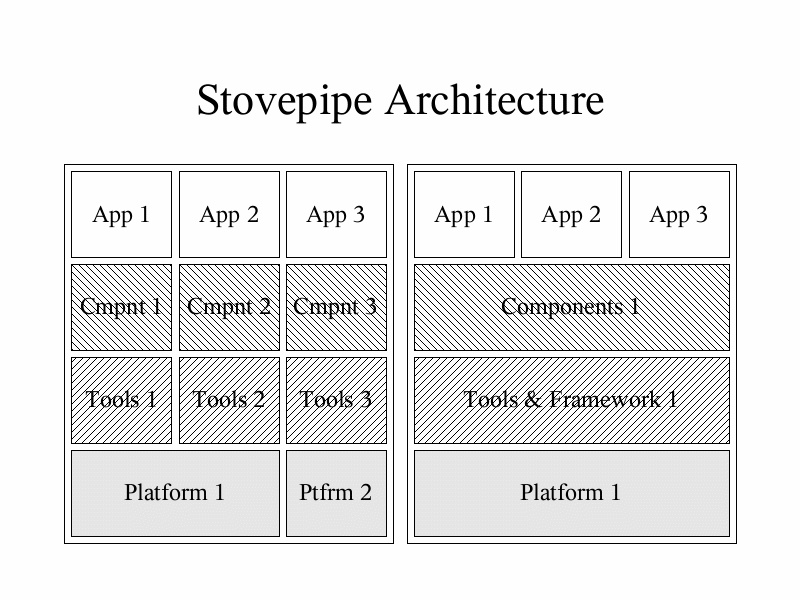 Stovepipe Architecture
App 1
App 2
App 3
Cmpnt 1
Cmpnt 2
Cmpnt 3
Tools 1
Tools 2
Tools 3
Platform 1
Ptfrm 2
App 1
App 2
App 3
Components 1
Tools & Framework 1
Platform 1